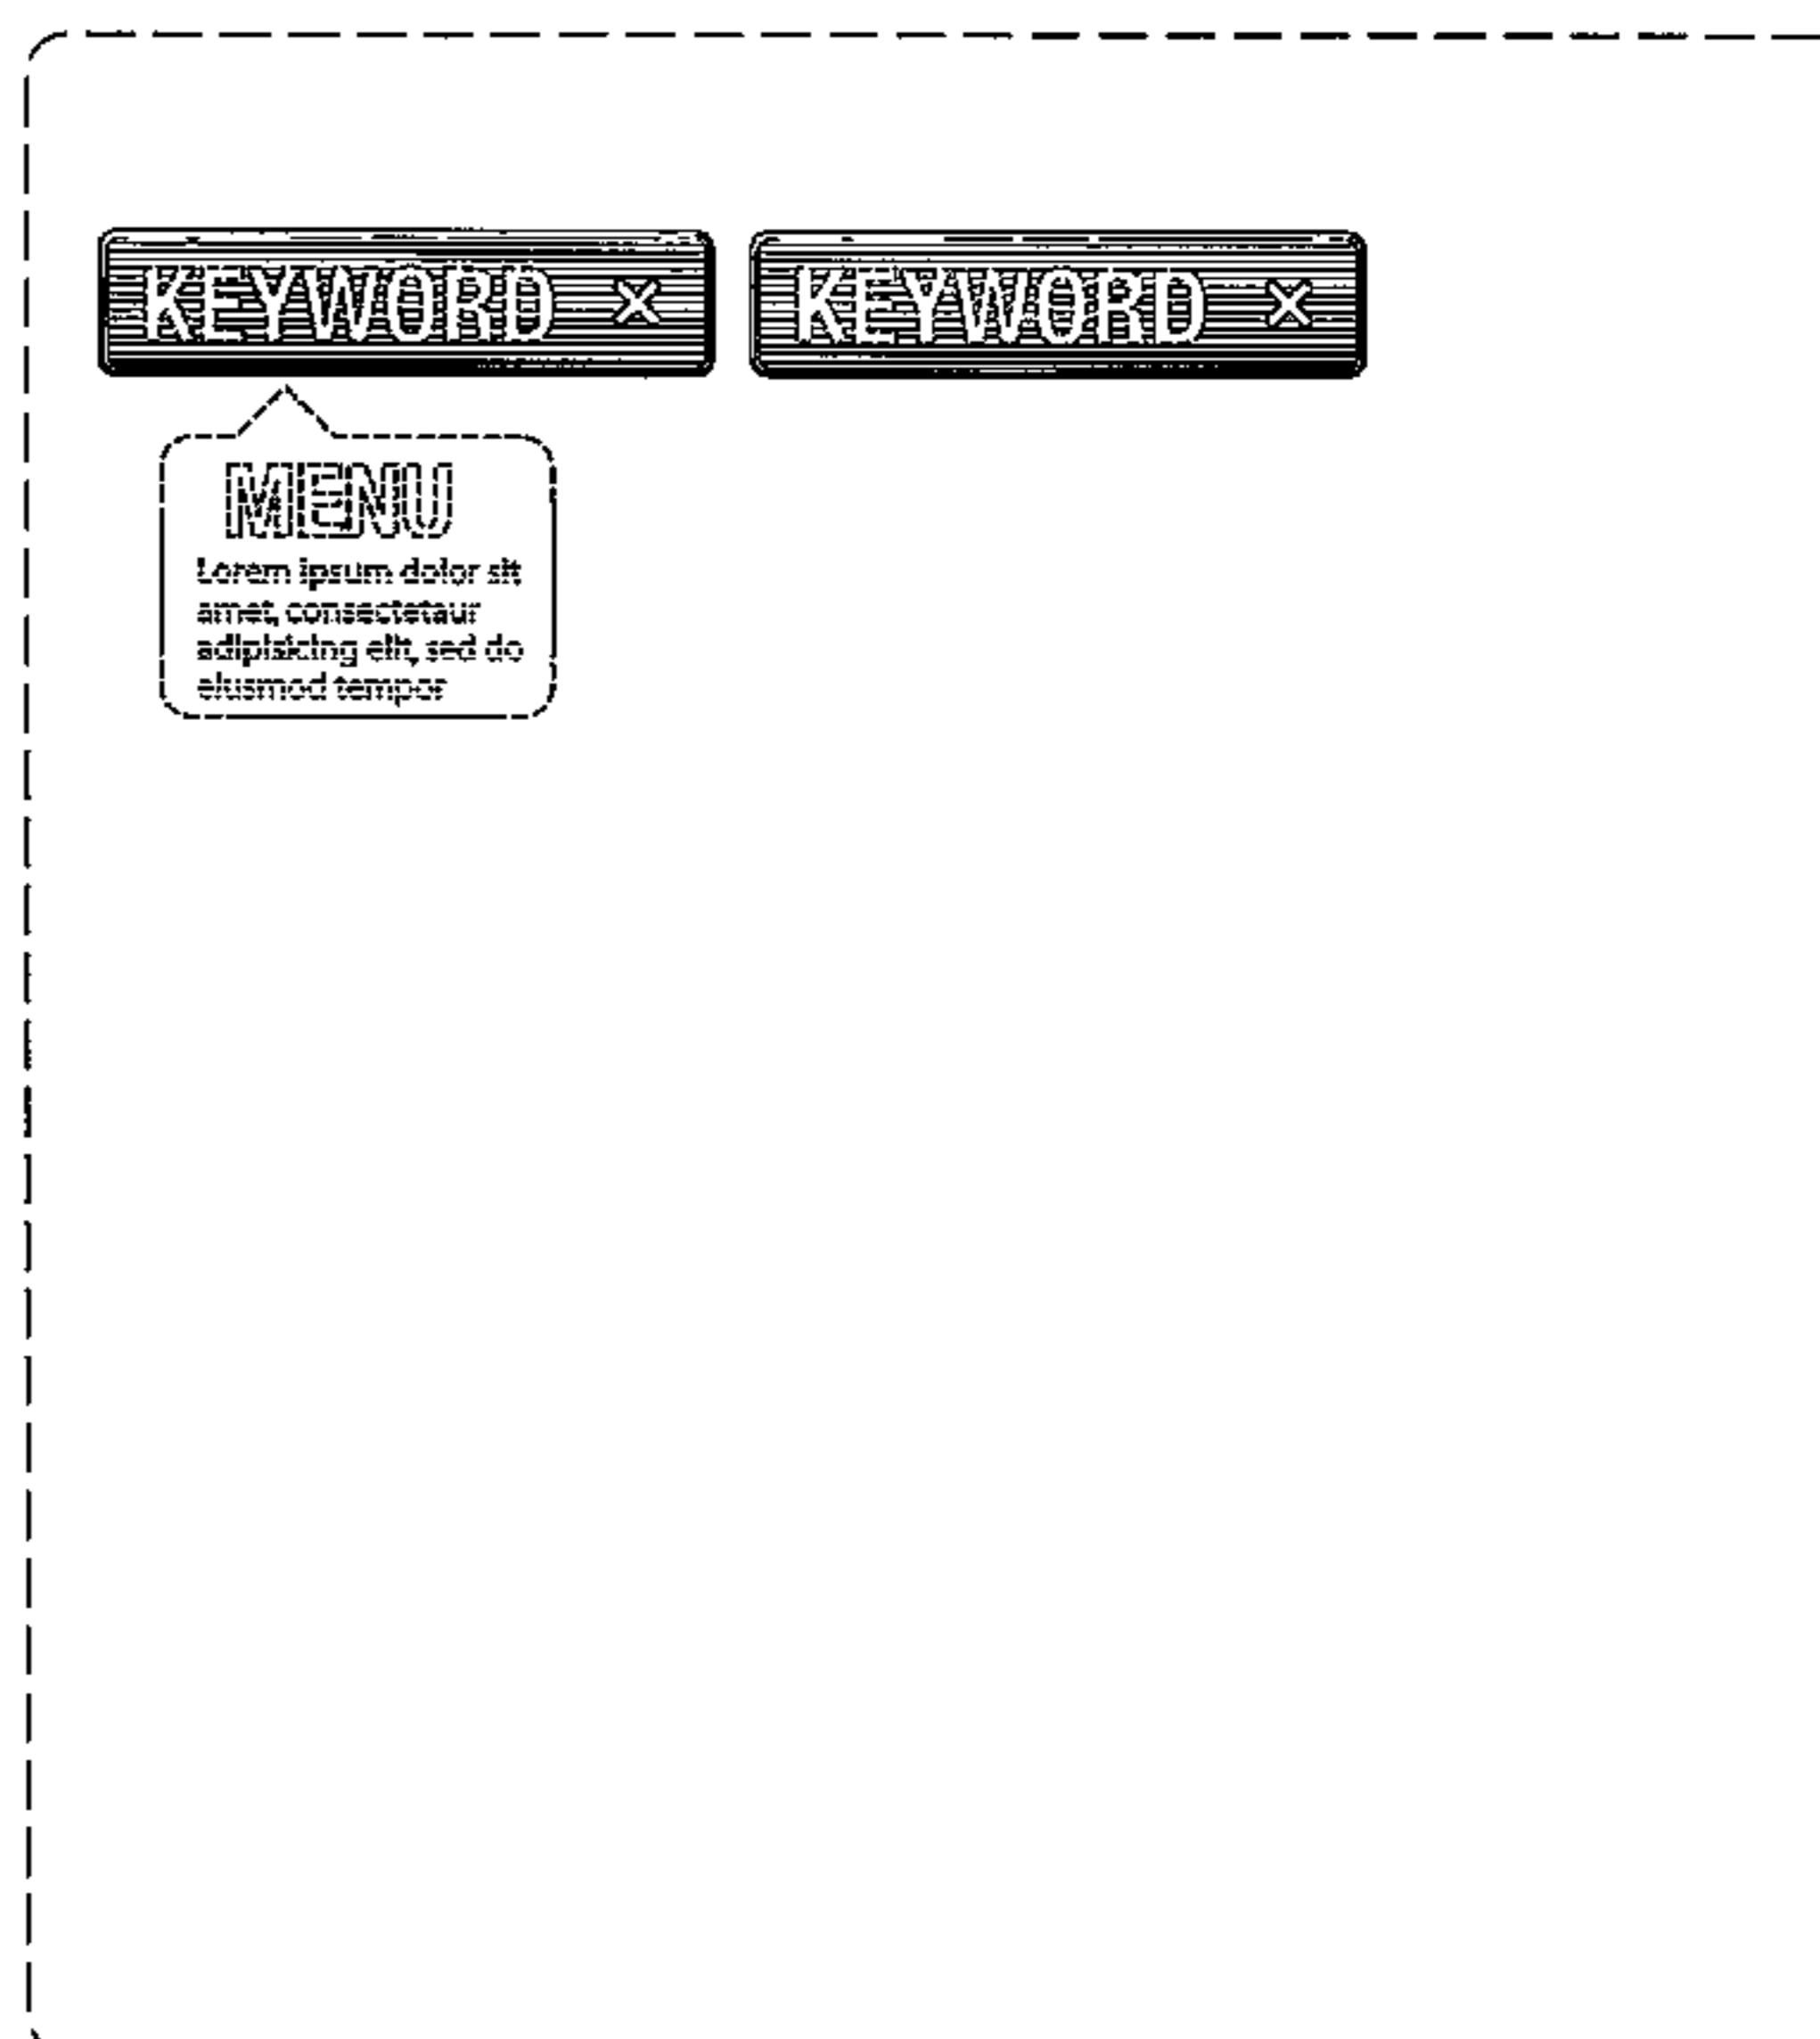 KEYWORD ×
KEYWORD ×
MENU
Lorem ipsum dolor sit
amet, consectetaur
adipisicing elit, sed do
eiusmod tempor